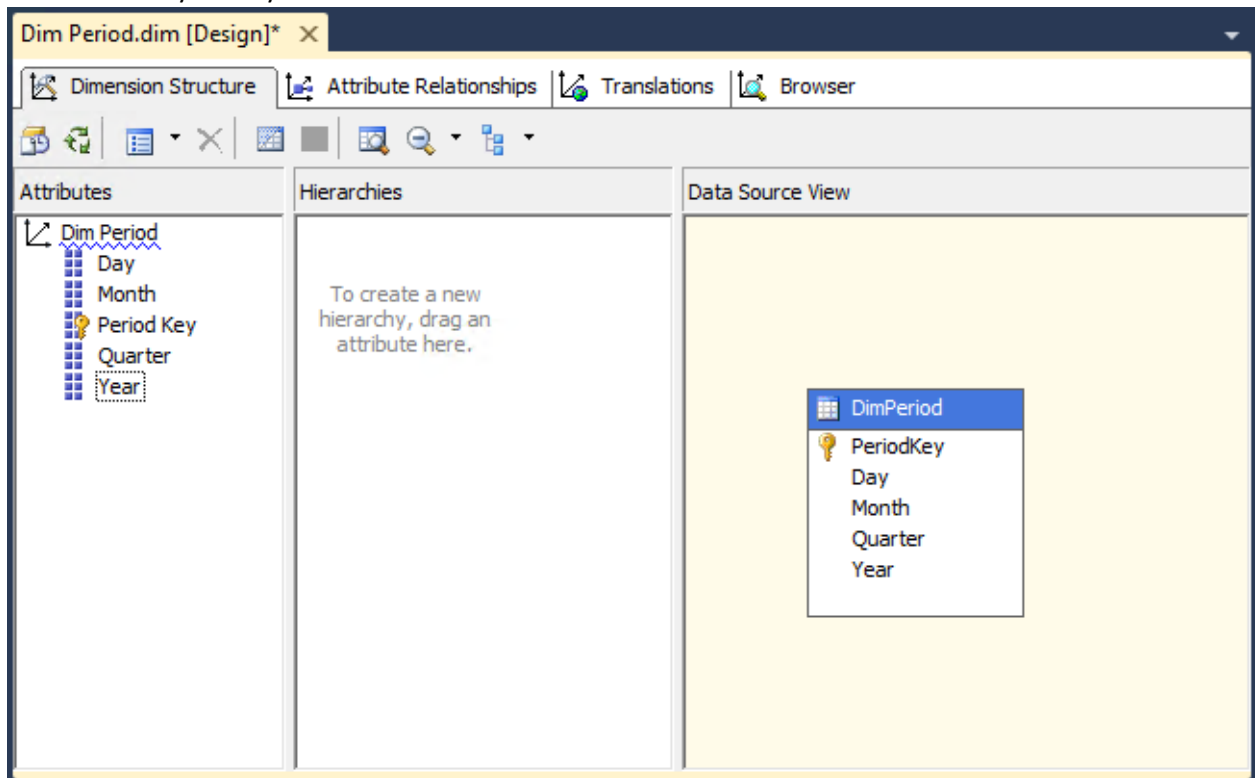 Dim Period.dim [Design]*
Dimension Structure Attribute Relationships Translations Browser
Attributes
Hierarchies
Data Source View
Dim Period
Day
Month
Period Key
Quarter
Year
To create a new
hierarchy, drag an
attribute here.
DimPeriod
PeriodKey
Day
Month
Quarter
Year